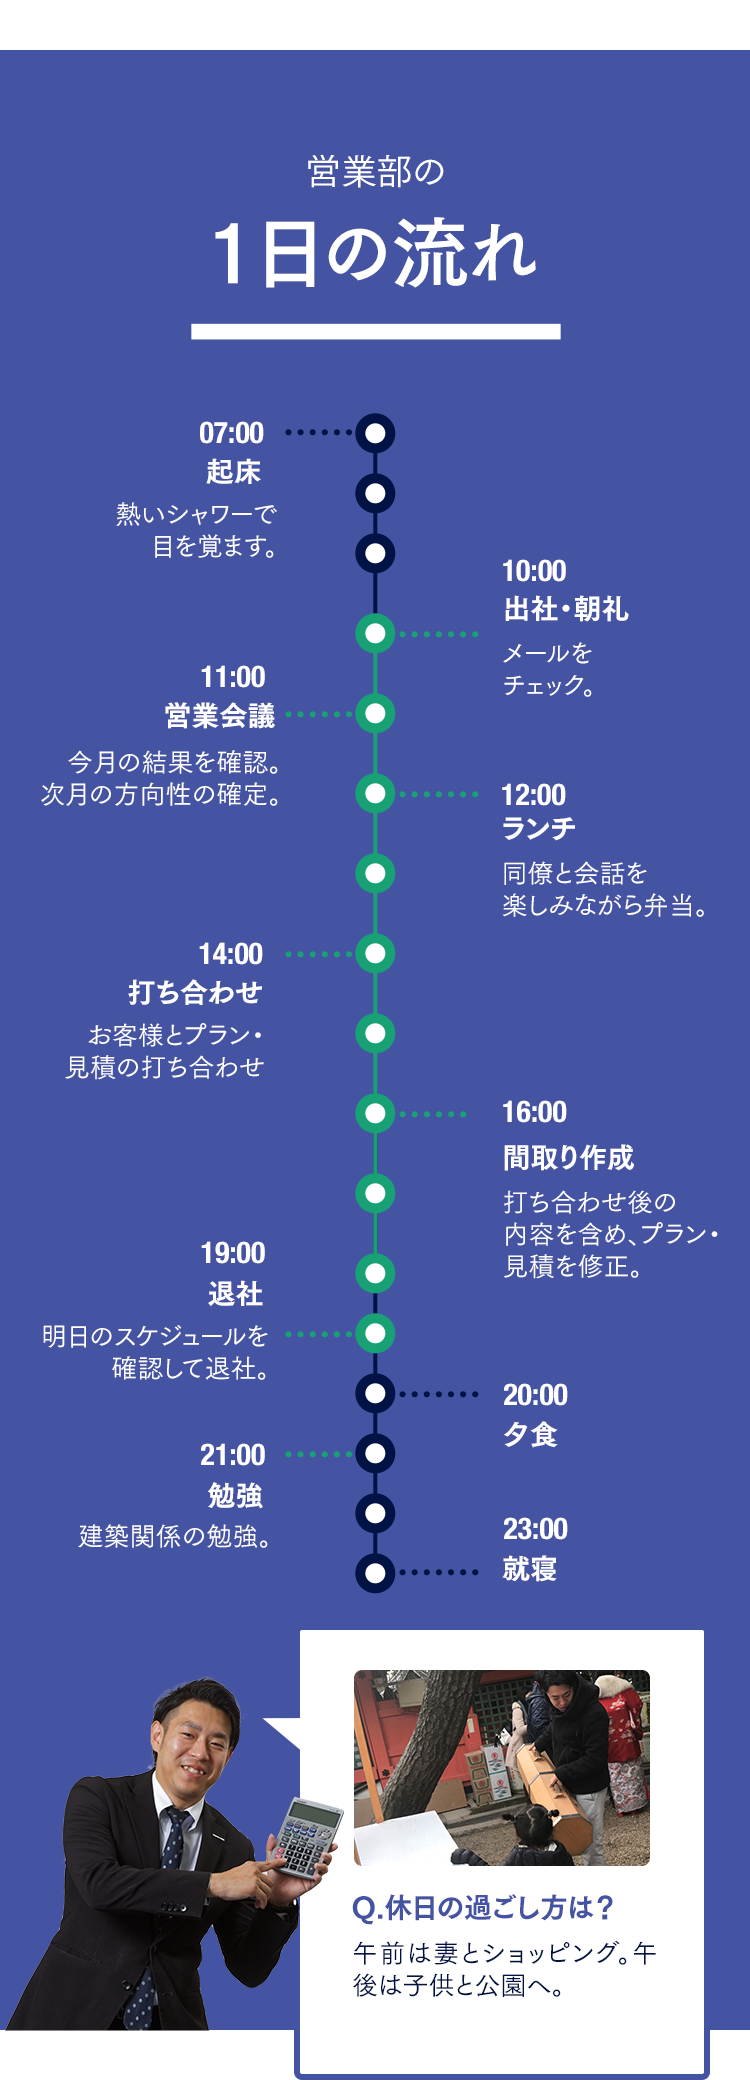 営業部の
1日の流れ
07:00
起床
熱いシャワーで
目を覚ます。
10:00
出社・朝礼
メールを
チェック。
11:00
営業会議
今月の結果を確認。
次月の方向性の確定。
12:00
ランチ
同僚と会話を
楽しみながら弁当。
14:00
打ち合わせ
お客様とプラン・
見積の打ち合わせ
16:00
間取り作成
打ち合わせ後の
内容を含め、プラン・
見積を修正。
19:00
退社
明日のスケジュールを
確認して退社。
20:00
夕食
21:00
勉強
建築関係の勉強。
23:00
就寝
Q.休日の過ごし方は？
午前は妻とショッピング。午
後は子供と公園へ。